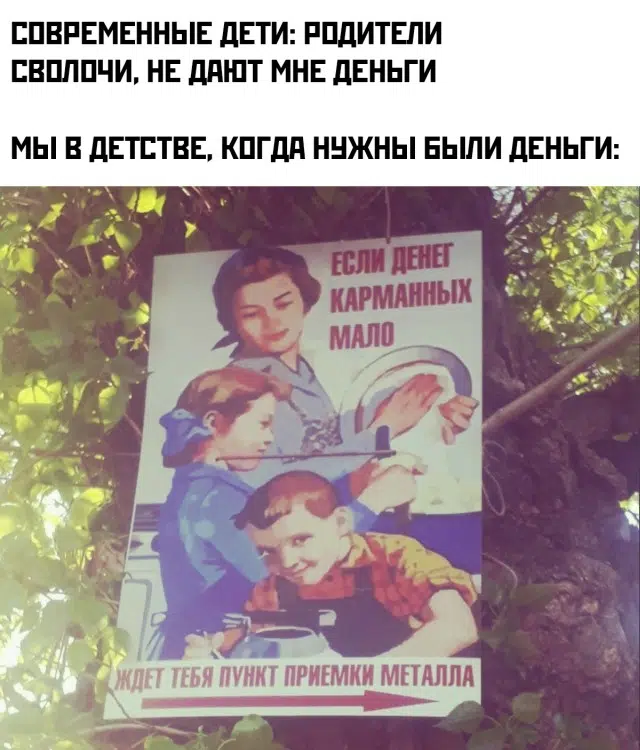 СОВРЕМЕННЫЕ ДЕТИ: РОДИТЕЛИ
СВОЛОЧИ, НЕ ДАЮТ МНЕ ДЕНЬГИ
МЫ В ДЕТСТВЕ, КОГДА НУЖНЫ БЫЛИ ДЕНЬГИ:
ЕСЛИ ДЕНЕГ
КАРМАННЫХ
МАЛО
ЖДЕТ ТЕБЯ ПУНКТ ПРИЕМКИ МЕТАЛЛА